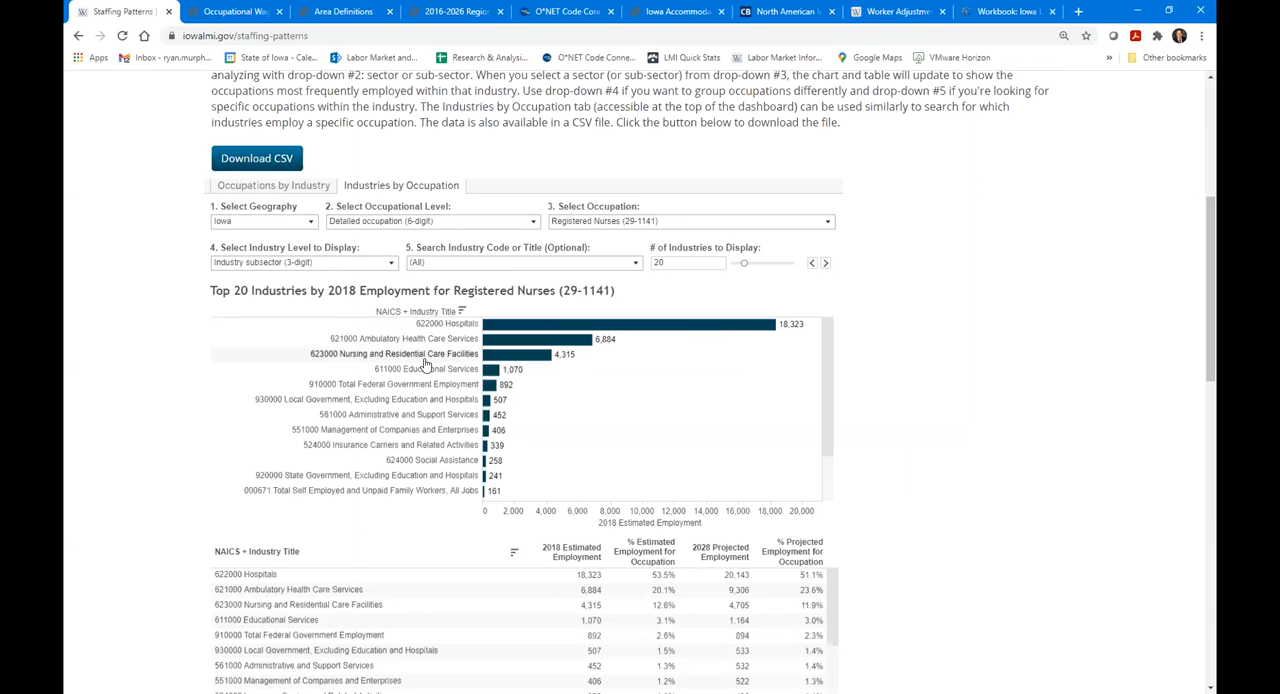 Staffing Patterns |
Occupational Wa
Area Definitions
2016-2026 Regio
O*NET Code Con
Iowa Accommoda
North American I
Worker Adjustme
Workbook: Iowa L
iowalmi.gov/staffing-patterns
Apps
Inbox - ryan.murph...
State of Iowa - Cale...
Labor Market and...
Research & Analysi...
O*NET Code Conne...
LMI Quick Stats
Labor Market Infor...
Google Maps
VMware Horizon
Other bookmarks
analyzing with drop-down #2: sector or sub-sector. When you select a sector (or sub-sector) from drop-down #3, the chart and table will update to show the
occupations most frequently employed within that industry. Use drop-down #4 if you want to group occupations differently and drop-down #5 if you're looking for
specific occupations within the industry. The Industries by Occupation tab (accessible at the top of the dashboard) can be used similarly to search for which
industries employ a specific occupation. The data is also available in a CSV file. Click the button below to download the file.
Download CSV
Occupations by Industry
Industries by Occupation
1. Select Geography
2. Select Occupational Level:
3. Select Occupation:
Iowa
Detailed occupation (6-digit)
Registered Nurses (29-1141)
4. Select Industry Level to Display:
5. Search Industry Code or Title (Optional):
# of Industries to Display:
Industry subsector (3-digit)
(All)
20
Top 20 Industries by 2018 Employment for Registered Nurses (29-1141)
NAICS + Industry Title
622000 Hospitals 18,323
621000 Ambulatory Health Care Services 6,884
623000 Nursing and Residential Care Facilities 4,315
611000 Educational Services 1,070
910000 Total Federal Government Employment 892
930000 Local Government, Excluding Education and Hospitals 507
561000 Administrative and Support Services 452
551000 Management of Companies and Enterprises 406
524000 Insurance Carriers and Related Activities 339
624000 Social Assistance 258
920000 State Government, Excluding Education and Hospitals 241
000671 Total Self Employed and Unpaid Family Workers, All Jobs 161
0 2,000 4,000 6,000 8,000 10,000 12,000 14,000 16,000 18,000 20,000
2018 Estimated Employment
NAICS + Industry Title
2018 Estimated Employment
% Estimated Employment for Occupation
2028 Projected Employment
% Projected Employment for Occupation
622000 Hospitals 18,323 53.5% 20,143 51.1%
621000 Ambulatory Health Care Services 6,884 20.1% 9,306 23.6%
623000 Nursing and Residential Care Facilities 4,315 12.6% 4,705 11.9%
611000 Educational Services 1,070 3.1% 1,164 3.0%
910000 Total Federal Government Employment 892 2.6% 894 2.3%
930000 Local Government, Excluding Education and Hospitals 507 1.5% 533 1.4%
561000 Administrative and Support Services 452 1.3% 532 1.4%
551000 Management of Companies and Enterprises 406 1.2% 522 1.3%